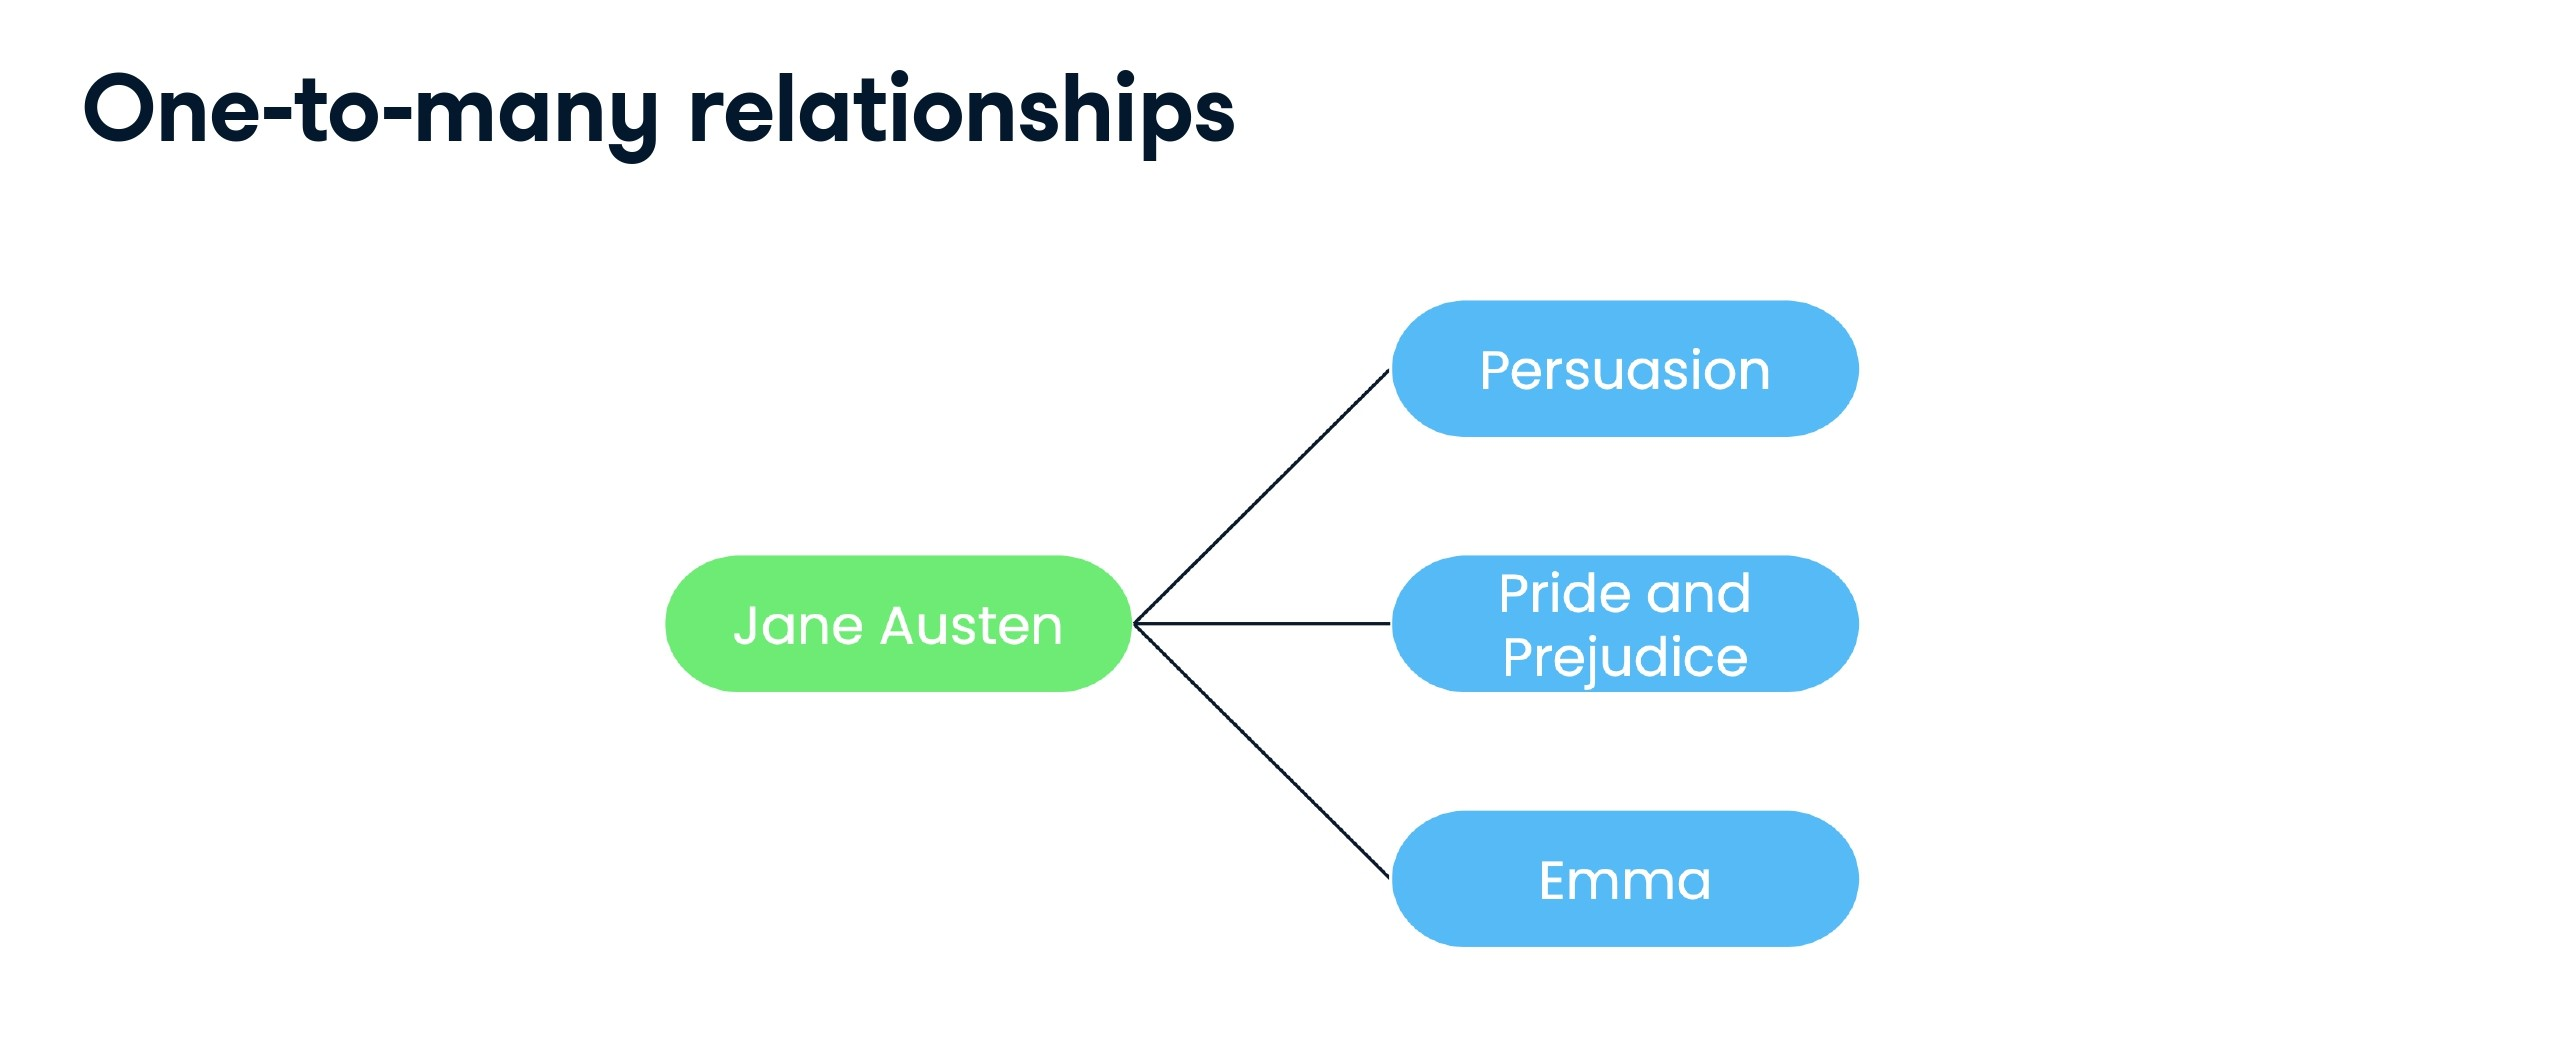 One-to-many relationships
Persuasion
Jane Austen
Pride and
Prejudice
Emma